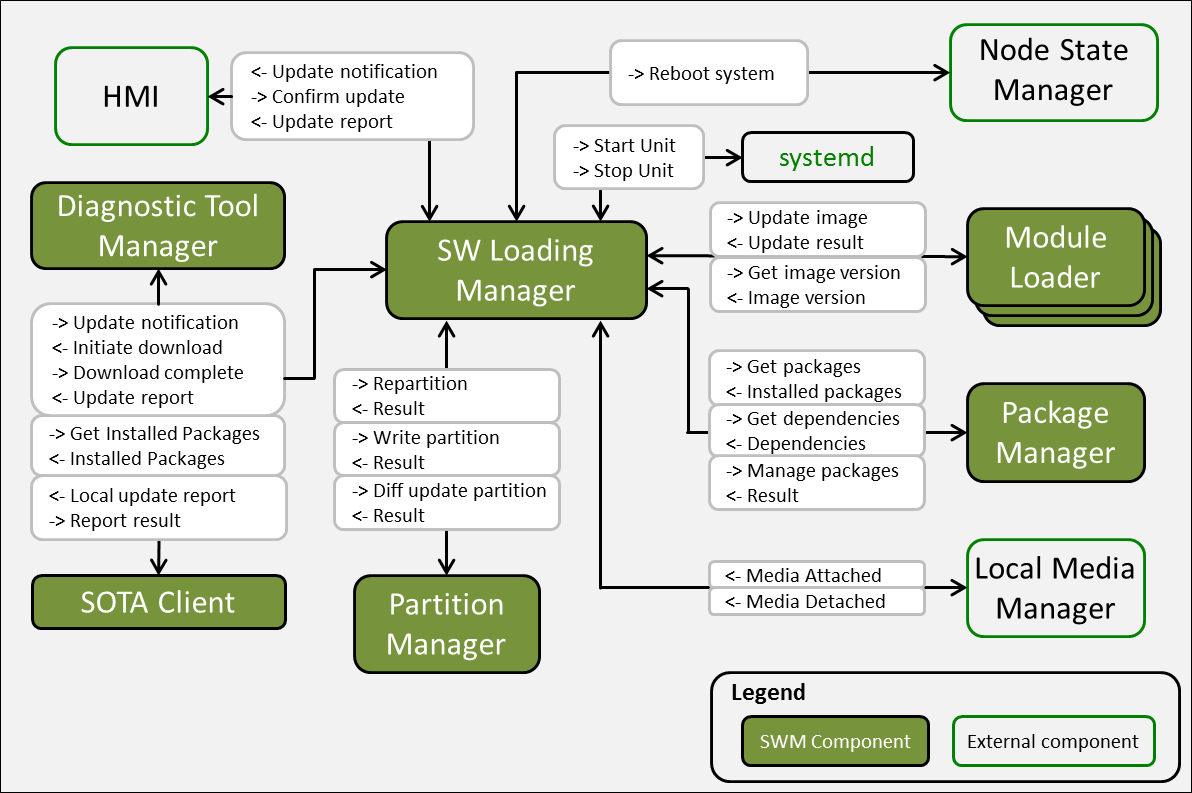 HMI
<- Update notification
-> Confirm update
<- Update report
-> Reboot system
Node State
Manager
-> Start Unit
-> Stop Unit
systemd
Diagnostic Tool
Manager
SW Loading
Manager
-> Update image
<- Update result
-> Get image version
<- Image version
Module
Loader
-> Update notification
<- Initiate download
-> Download complete
<- Update report
-> Get Installed Packages
<- Installed Packages
<- Local update report
-> Report result
-> Repartition
<- Result
-> Write partition
<- Result
-> Diff update partition
<- Result
-> Get packages
<- Installed packages
-> Get dependencies
<- Dependencies
-> Manage packages
<- Result
Package
Manager
SOTA Client
Partition
Manager
<- Media Attached
<- Media Detached
Local Media
Manager
Legend
SWM Component
External component